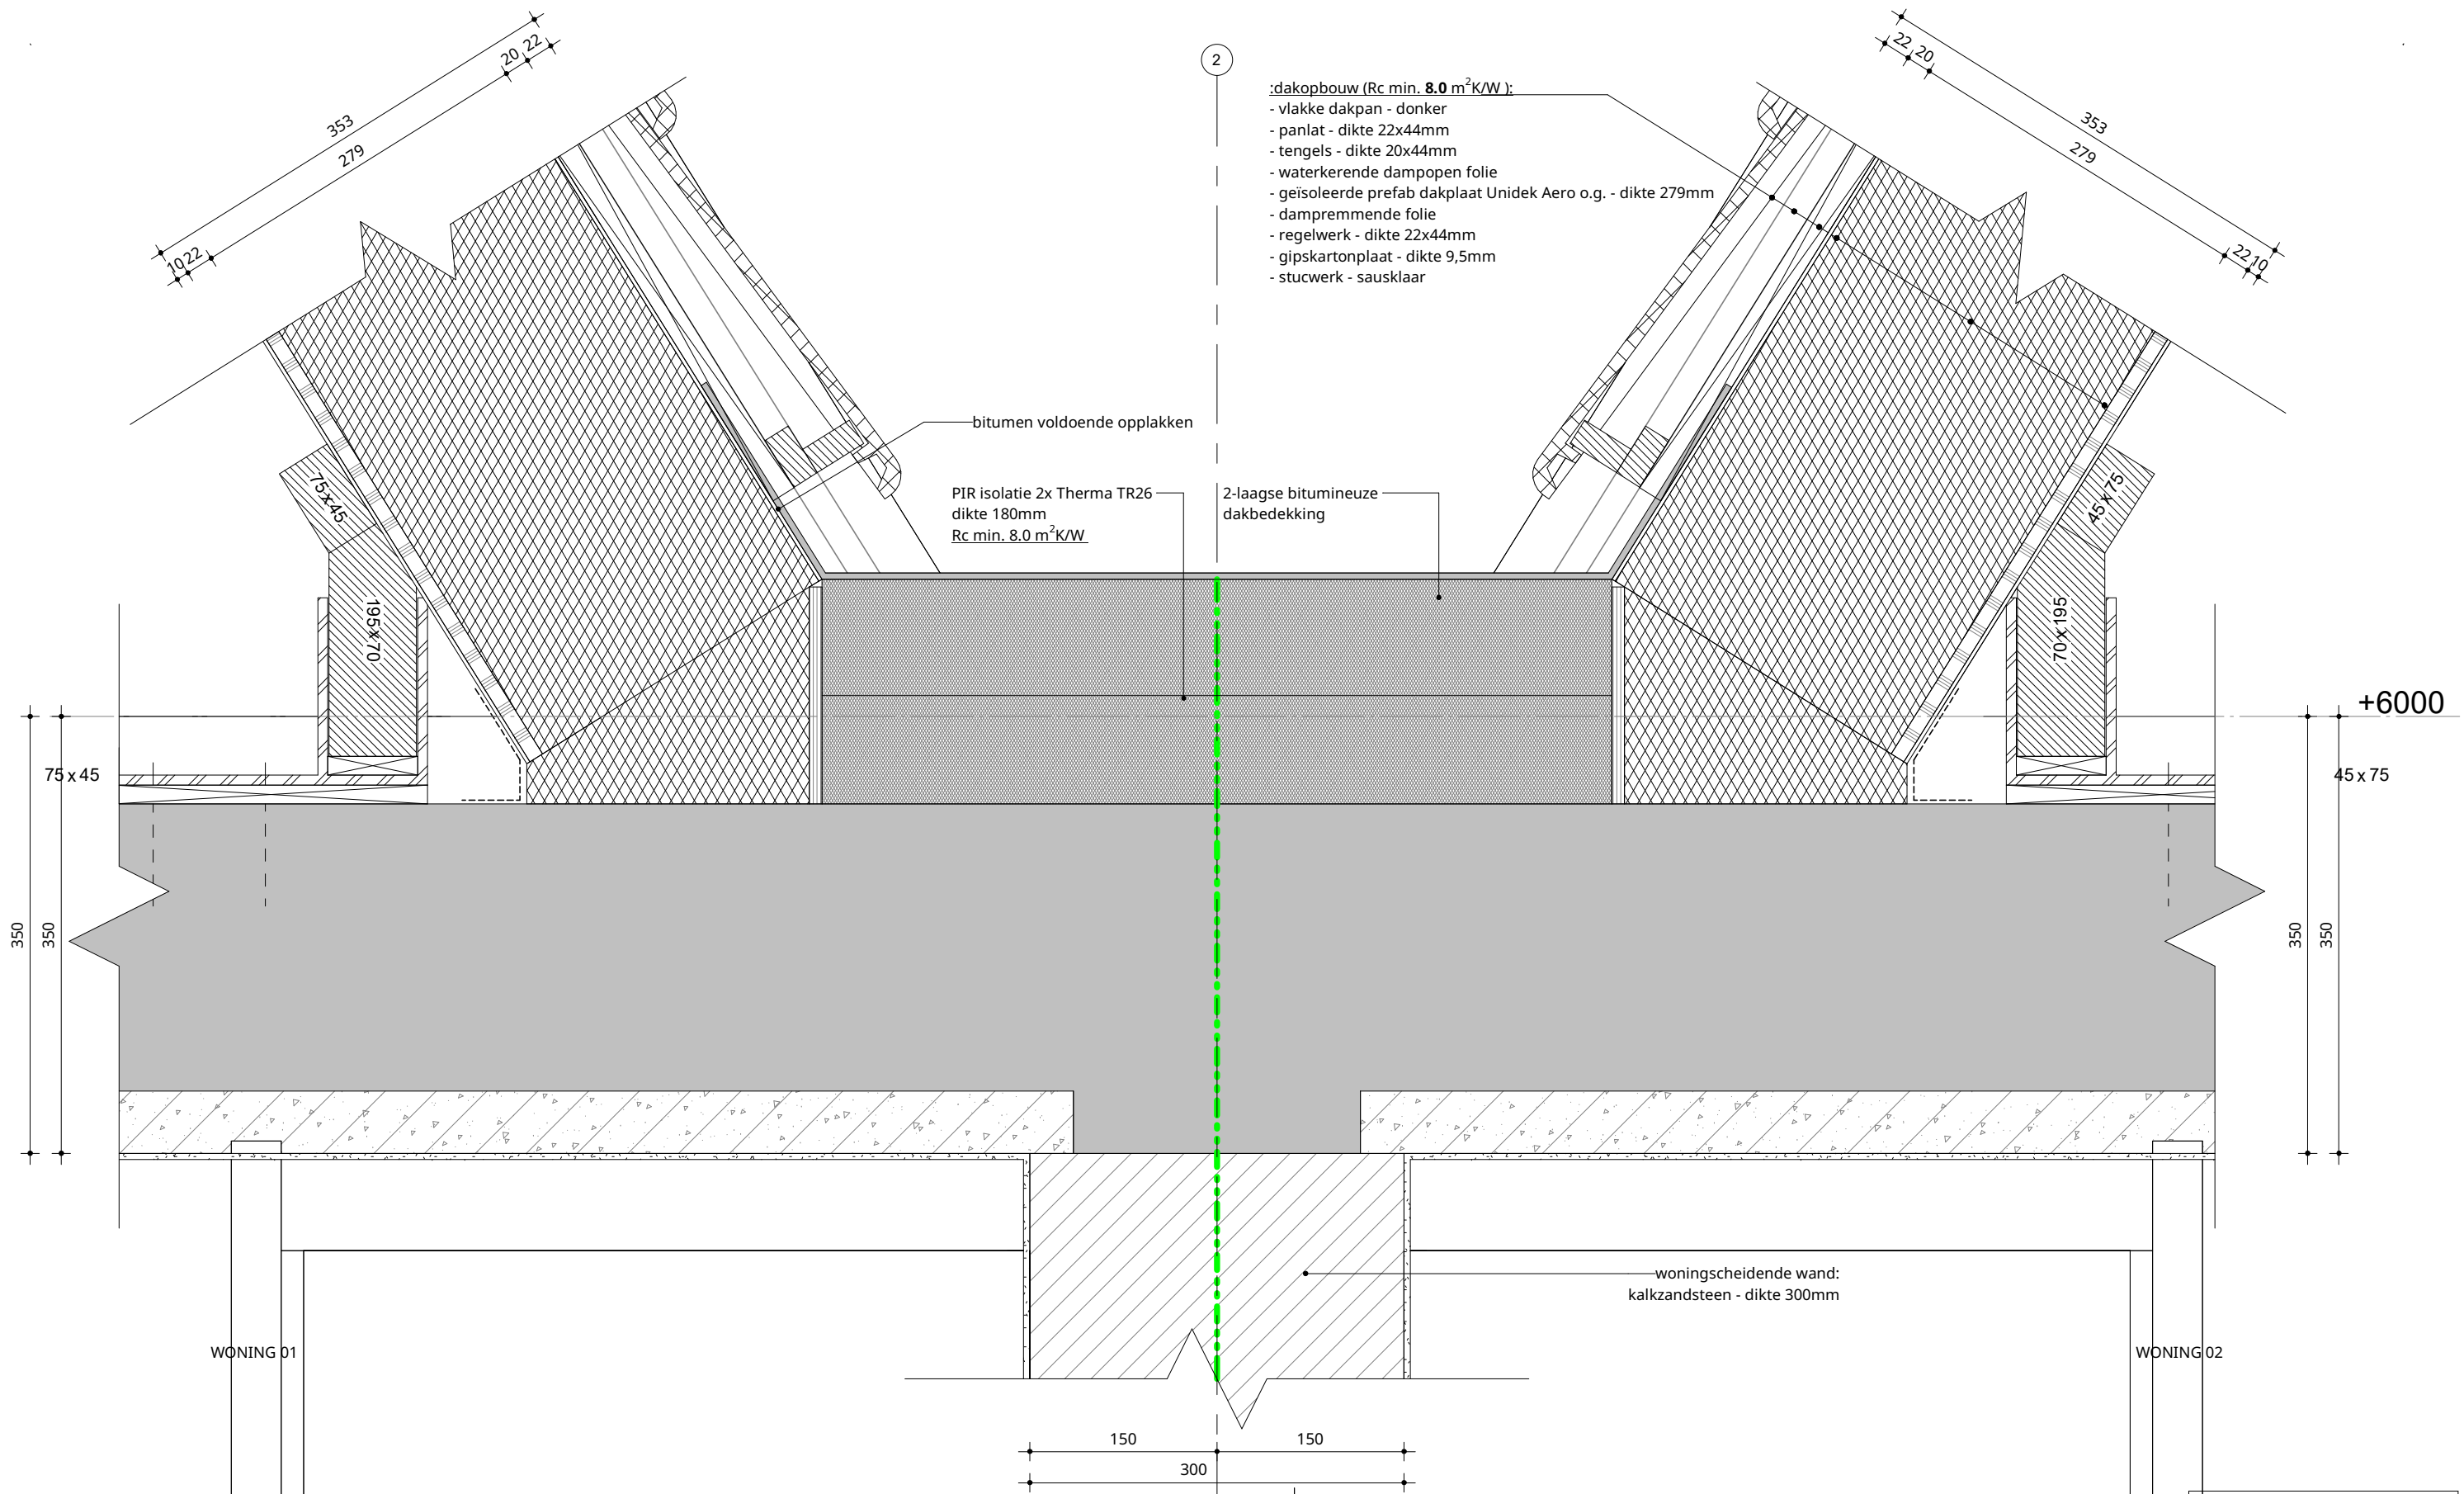 353
279
20
22
10
22
2
:dakopbouw (Rc min. 8.0 m²K/W ):
- vlakke dakpan - donker
- panlat - dikte 22x44mm
- tengels - dikte 20x44mm
- waterkerende dampopen folie
- geïsoleerde prefab dakplaat Unidek Aero o.g. - dikte 279mm
- dampremmende folie
- regelwerk - dikte 22x44mm
- gipskartonplaat - dikte 9,5mm
- stucwerk - sausklaar
22
20
353
279
22
10
bitumen voldoende opplakken
PIR isolatie 2x Therma TR26
dikte 180mm
Rc min. 8.0 m²K/W
2-laagse bitumineuze
dakbedekking
75x45
195x70
45x75
70x195
+6000
75x45
45x75
350
350
350
350
woningscheidende wand:
kalkzandsteen - dikte 300mm
WONING 01
WONING 02
150
150
300